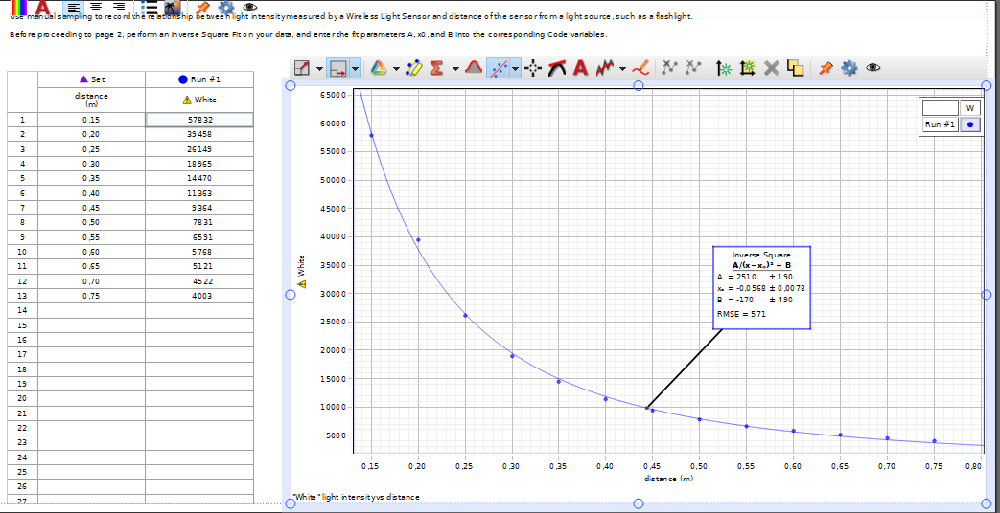 Use manual sampling to record the relationship between light intensity measured by a Wireless Light Sensor and distance of the sensor from a light source, such as a flashlight.
Before proceeding to page 2, perform an Inverse Square Fit on your data, and enter the fit parameters A, x0, and B into the corresponding Code variables.
▲ Set ● Run #1
distance (m) White
1 0,15 57832
2 0,20 39458
3 0,25 26149
4 0,30 18965
5 0,35 14470
6 0,40 11363
7 0,45 9364
8 0,50 7831
9 0,55 6591
10 0,60 5768
11 0,65 5121
12 0,70 4522
13 0,75 4003
14
15
16
17
18
19
20
21
22
23
24
25
26
27
65000
60000
55000
50000
45000
40000
35000
30000
25000
20000
15000
10000
5000
White
W
Run #1
Inverse Square
A/(x−x₀)² + B
A = 2510 ± 190
x₀ = -0,0568 ± 0,0078
B = -170 ± 490
RMSE = 571
0,15 0,20 0,25 0,30 0,35 0,40 0,45 0,50 0,55 0,60 0,65 0,70 0,75 0,80
distance (m)
"White" light intensity vs distance